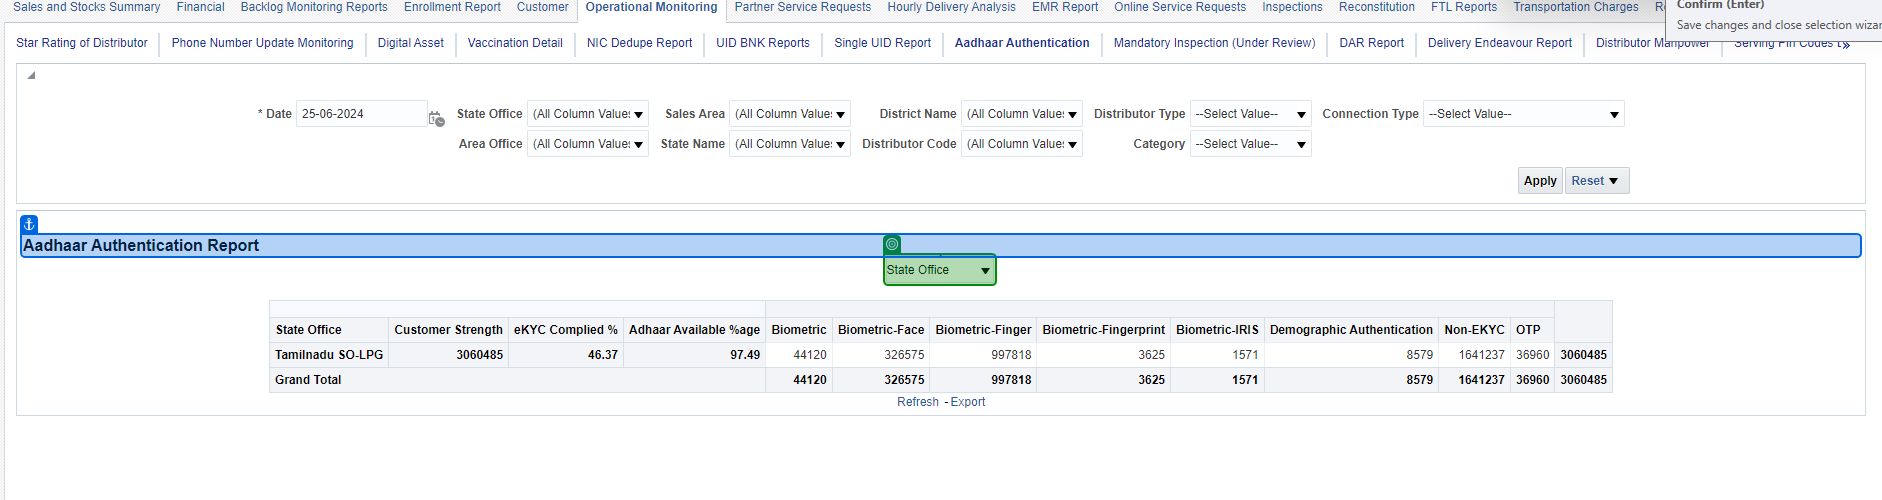 Sales and Stocks Summary Financial Backlog Monitoring Reports Enrollment Report Customer Operational Monitoring Partner Service Requests Hourly Delivery Analysis EMR Report Online Service Requests Inspections Reconstitution FTL Reports Transportation Charges
Confirm (Enter)
Save changes and close selection wizar
Star Rating of Distributor Phone Number Update Monitoring Digital Asset Vaccination Detail NIC Dedupe Report UID BNK Reports Single UID Report Aadhaar Authentication Mandatory Inspection (Under Review) DAR Report Delivery Endeavour Report Distributor Manpower Serving Pin Codes »
* Date 25-06-2024 State Office (All Column Values Sales Area (All Column Values District Name (All Column Values Distributor Type --Select Value-- Connection Type --Select Value--
Area Office (All Column Values State Name (All Column Values Distributor Code (All Column Values Category --Select Value--
Apply Reset
Aadhaar Authentication Report
State Office
State Office Customer Strength eKYC Complied % Adhaar Available %age Biometric Biometric-Face Biometric-Finger Biometric-Fingerprint Biometric-IRIS Demographic Authentication Non-EKYC OTP
Tamilnadu SO-LPG 3060485 46.37 97.49 44120 326575 997818 3625 1571 8579 1641237 36960 3060485
Grand Total 44120 326575 997818 3625 1571 8579 1641237 36960 3060485
Refresh - Export